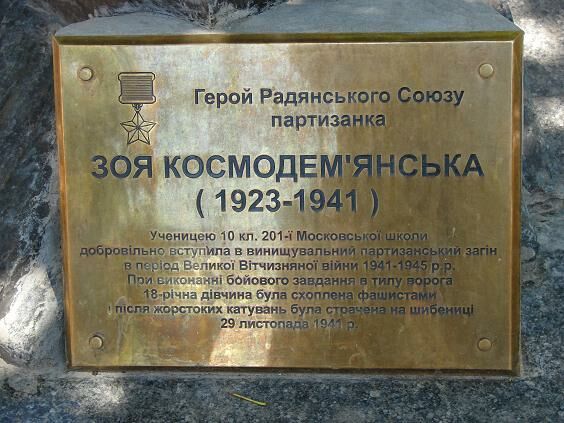 Герой Радянського Союзу
партизанка
ЗОЯ КОСМОДЕМ'ЯНСЬКА
( 1923-1941 )
Ученицею 10 кл. 201-ї Московської школи
добровільно вступила в винищувальний партизанський загін
в період Великої Вітчизняної війни 1941-1945 р.р.
При виконанні бойового завдання в тилу ворога
18-річна дівчина була схоплена фашистами
і після жорстоких катувань була страчена на шибениці
29 листопада 1941 р.